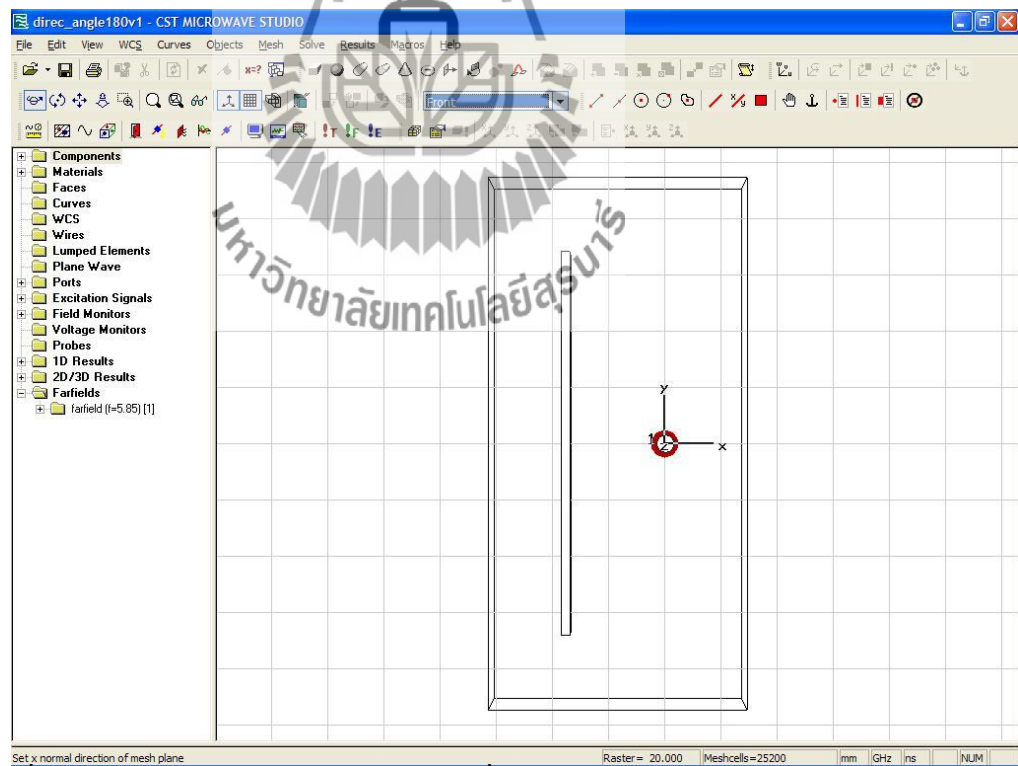 direc_angle180v1 - CST MICROWAVE STUDIO
File Edit View WCS Curves Objects Mesh Solve Results Macros Help
Front
Components
Materials
Faces
Curves
WCS
Wires
Lumped Elements
Plane Wave
Ports
Excitation Signals
Field Monitors
Voltage Monitors
Probes
1D Results
2D/3D Results
Farfields
farfield (f=5.85) [1]
มหาวิทยาลัยเทคโนโลยีสุรนารี
y
1 z x
Set x normal direction of mesh plane Raster= 20.000 Meshcells=25200 mm GHz ns NUM